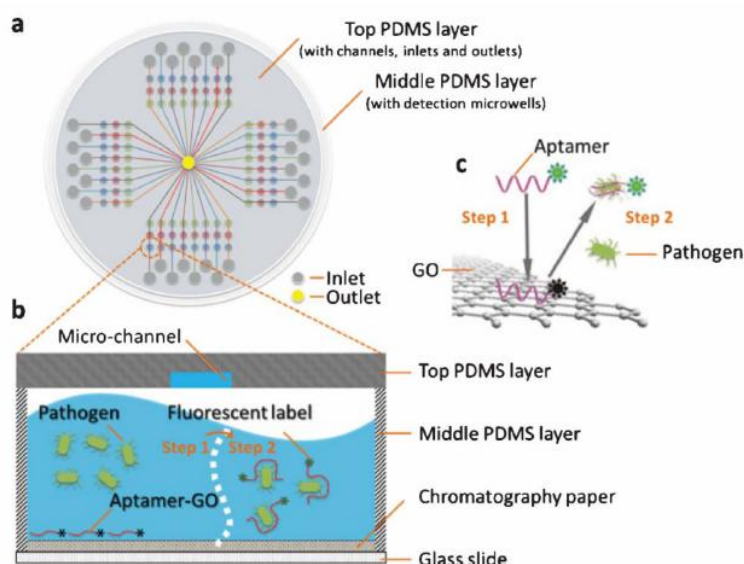 a
Top PDMS layer
(with channels, inlets and outlets)
Middle PDMS layer
(with detection microwells)
Inlet
Outlet
c
Aptamer
Step 1
Step 2
Pathogen
GO
b
Micro-channel
Top PDMS layer
Pathogen
Fluorescent label
Step 1
Step 2
Middle PDMS layer
Aptamer-GO
Chromatography paper
Glass slide